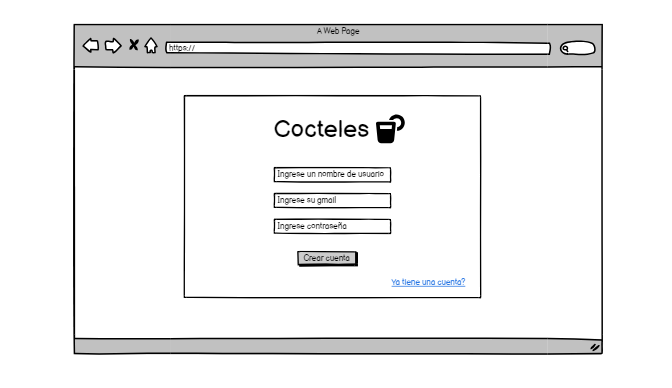 A Web Page
https://
Cocteles
Ingrese un nombre de usuario
Ingrese su gmail
Ingrese contraseña
Crear cuenta
Ya tiene una cuenta?